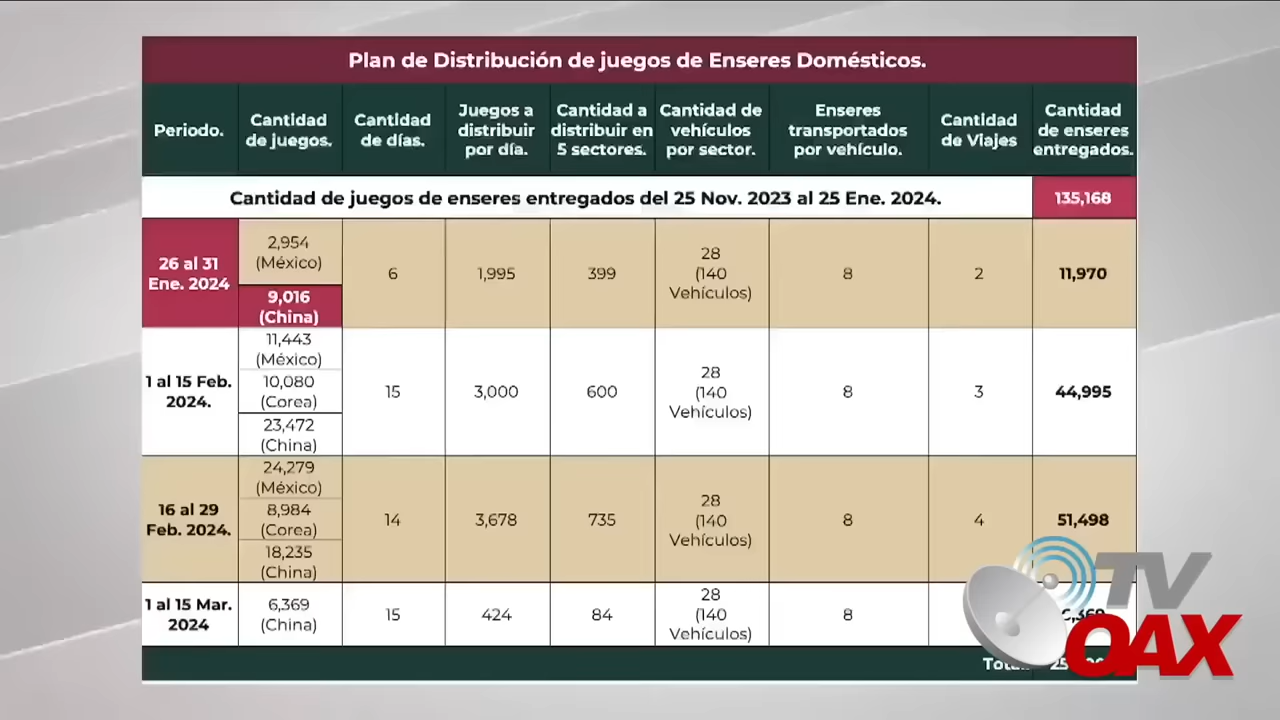 Plan de Distribución de juegos de Enseres Domésticos.
Periodo.
Cantidad
de juegos.
Cantidad
de días.
Juegos a
distribuir
por día.
Cantidad a
distribuir en
5 sectores.
Cantidad de
vehículos
por sector.
Enseres
transportados
por vehículo.
Cantidad
de Viajes
Cantidad
de enseres
entregados.
Cantidad de juegos de enseres entregados del 25 Nov. 2023 al 25 Ene. 2024.
135,168
26 al 31
Ene. 2024
2,954
(México)
9,016
(China)
6
1,995
399
28
(140
Vehículos)
8
2
11,970
1 al 15 Feb.
2024.
11,443
(México)
10,080
(Corea)
23,472
(China)
15
3,000
600
28
(140
Vehículos)
8
3
44,995
16 al 29
Feb. 2024.
24,279
(México)
8,984
(Corea)
18,235
(China)
14
3,678
735
28
(140
Vehículos)
8
4
51,498
1 al 15 Mar.
2024
6,369
(China)
15
424
84
28
(140
Vehículos)
8
TV
OAX